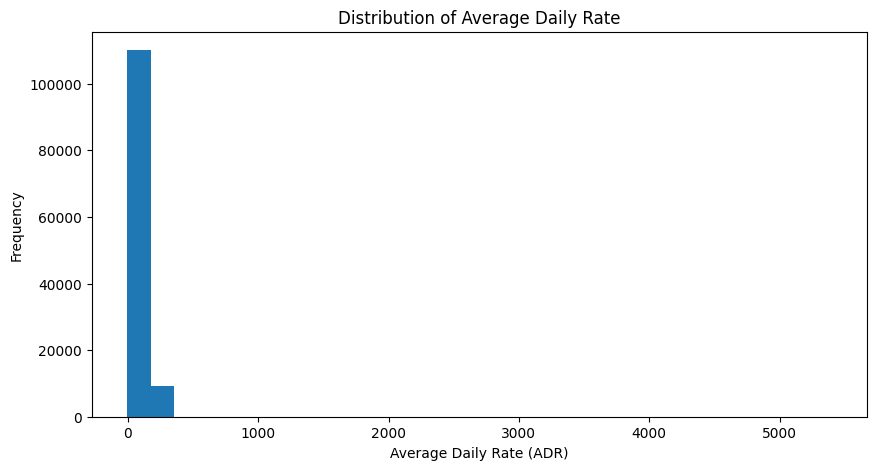 Distribution of Average Daily Rate
100000
80000
60000
40000
20000
0
Frequency
0 1000 2000 3000 4000 5000
Average Daily Rate (ADR)